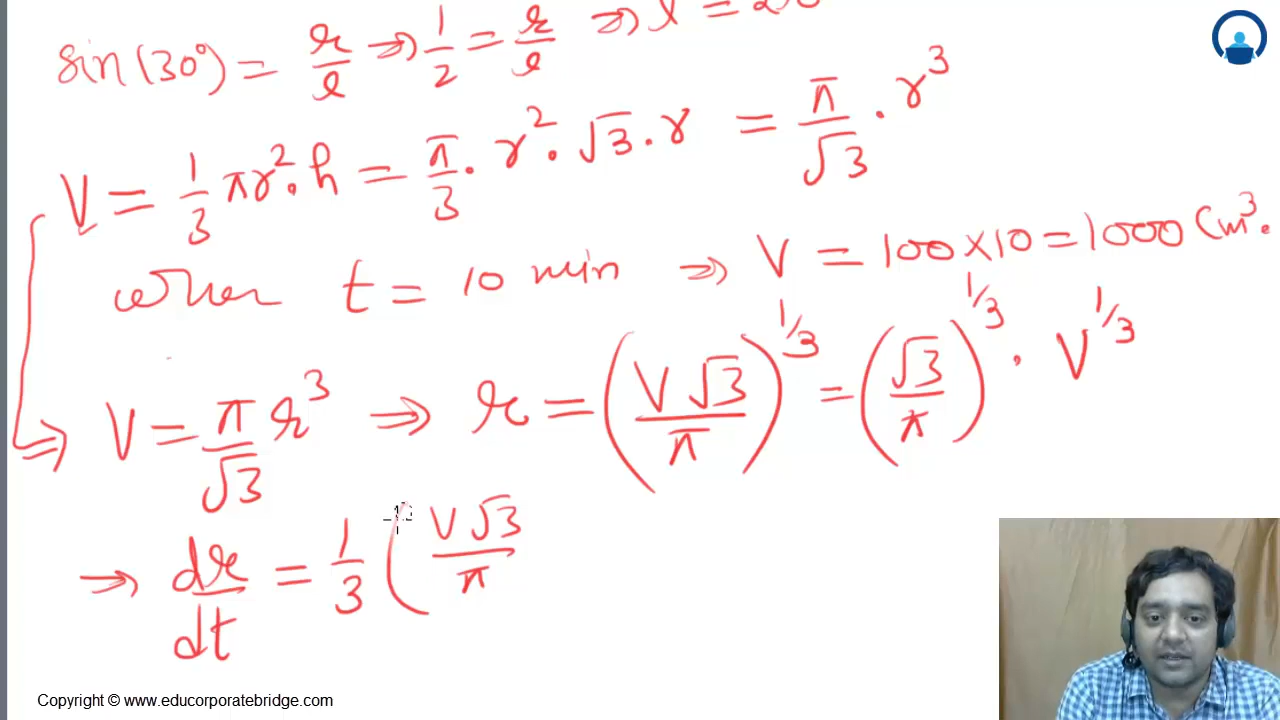 sin(30°) = r/l ⇒ 1/2 = r/l ⇒ l = 2r
V = 1/3 πr²·h = π/3 · r²·√3·r = π/√3 · r³
when t = 10 min ⇒ V = 100×10 = 1000 Cm³.
⇒ V = π/√3 r³ ⇒ r = (V√3/π)^1/3 = (√3/π)^1/3 · V^1/3
⇒ dr/dt = 1/3 (V√3/π
Copyright © www.educorporatebridge.com